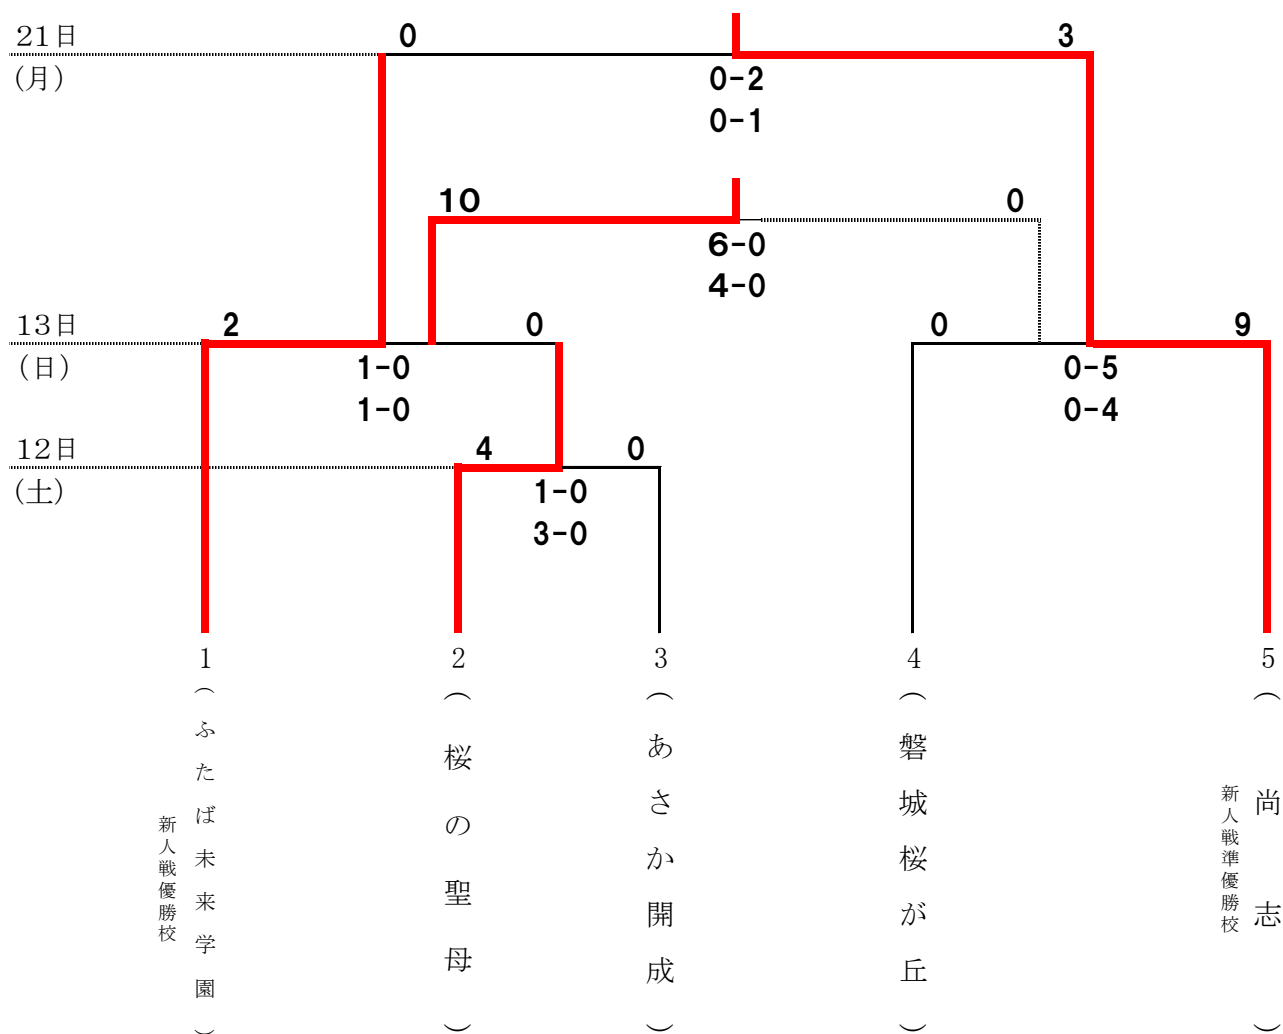 21日
0
3
(月)
0-2
0-1
10
0
6-0
4-0
13日
2
0
0
9
(日)
1-0
1-0
0-5
0-4
12日
4
0
(土)
1-0
3-0
1
2
3
4
5
(ふたば未来学園)
新人戦優勝校
(桜の聖母)
(あさか開成)
(磐城桜が丘)
(尚志)
新人戦準優勝校